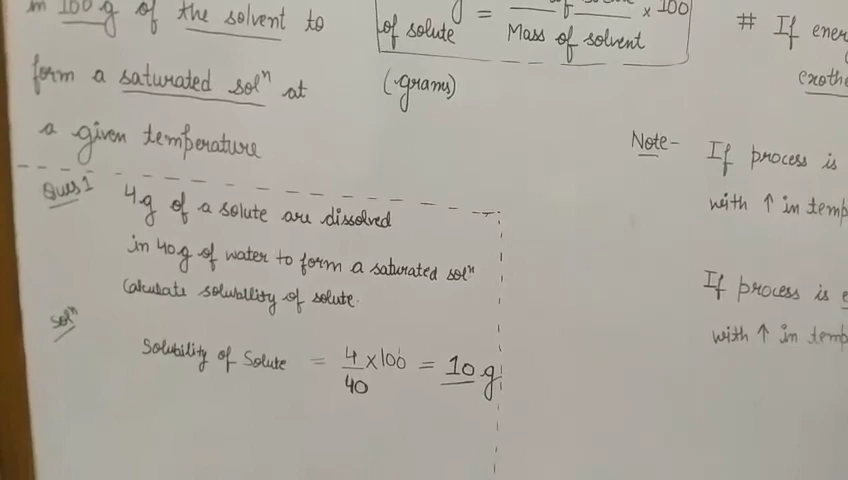 in 100 g of the solvent to
form a saturated solⁿ at
a given temperature
of solute = × 100
Mass of solvent
(grams)
# If ener
exothe
Note- If process is
with ↑ in temp
If process is e
with ↑ in temp
Ques 1 4g of a solute are dissolved
in 40g of water to form a saturated solⁿ
Calculate solubility of solute.
Solⁿ
Solubility of Solute = 4/40 × 100 = 10 g